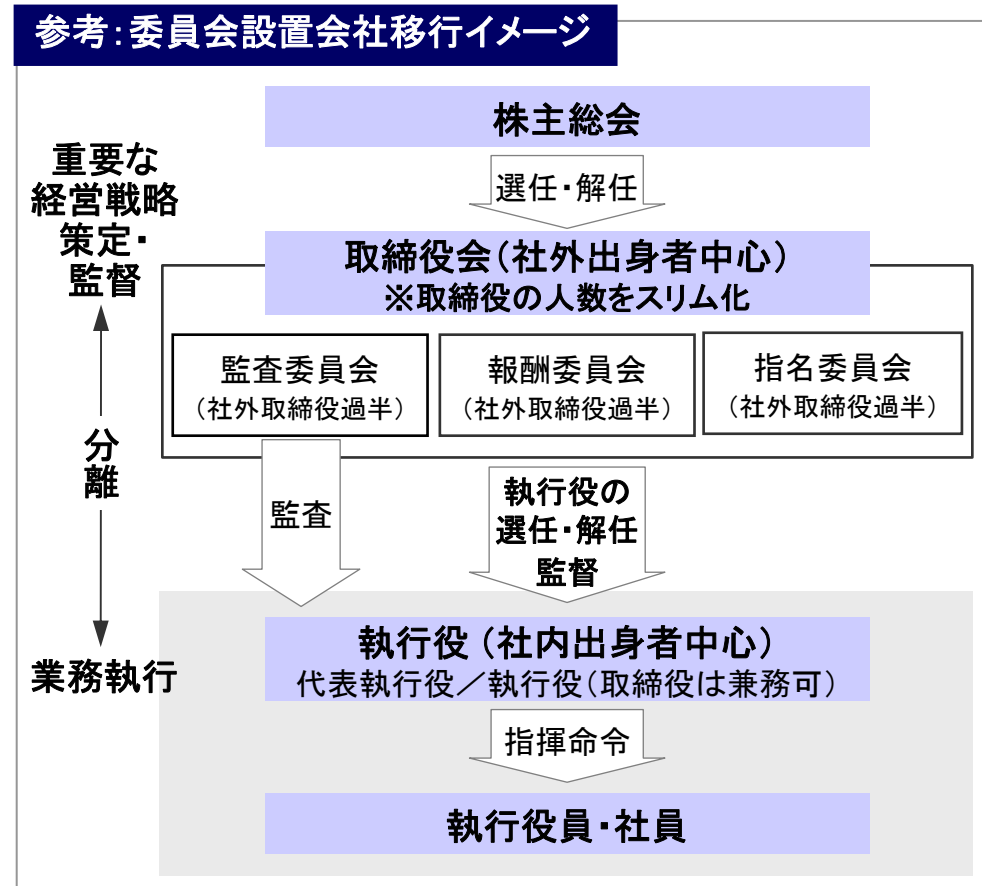 参考：委員会設置会社移行イメージ
株主総会
選任・解任
重要な
経営戦略
策定・
監督
取締役会（社外出身者中心）
※取締役の人数をスリム化
監査委員会
（社外取締役過半）
報酬委員会
（社外取締役過半）
指名委員会
（社外取締役過半）
分
離
監査
執行役の
選任・解任
監督
業務執行
執行役（社内出身者中心）
代表執行役／執行役（取締役は兼務可）
指揮命令
執行役員・社員